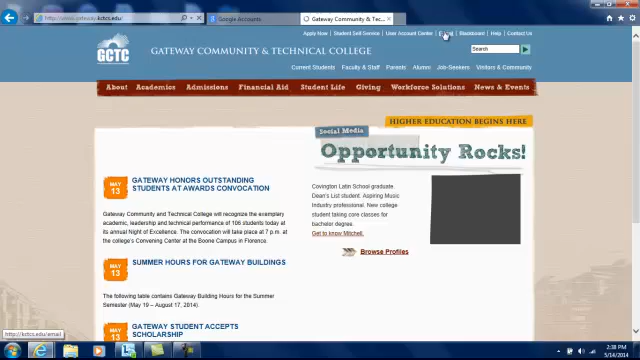 http://www.gateway.kctcs.edu/
Google Accounts
Gateway Community & Tec...
Apply Now | Student Self Service | User Account Center | Email | Blackboard | Help | Contact Us
GCTC
GATEWAY COMMUNITY & TECHNICAL COLLEGE
Search
Current Students Faculty & Staff Parents Alumni Job-Seekers Visitors & Community
About Academics Admissions Financial Aid Student Life Giving Workforce Solutions News & Events
HIGHER EDUCATION BEGINS HERE
Social Media
Opportunity Rocks!
MAY 13
GATEWAY HONORS OUTSTANDING
STUDENTS AT AWARDS CONVOCATION
Gateway Community and Technical College will recognize the exemplary
academic, leadership and technical performance of 106 students today at
its annual Night of Excellence. The convocation will take place at 7 p.m. at
the college's Convening Center at the Boone Campus in Florence.
Covington Latin School graduate.
Dean's List student. Aspiring Music
Industry professional. New college
student taking core classes for
bachelor degree.
Get to know Mitchell.
Browse Profiles
MAY 13
SUMMER HOURS FOR GATEWAY BUILDINGS
The following table contains Gateway Building Hours for the Summer
Semester (May 19 – August 17, 2014).
MAY 13
GATEWAY STUDENT ACCEPTS
SCHOLARSHIP
http://kctcs.edu/email
2:38 PM
5/14/2014